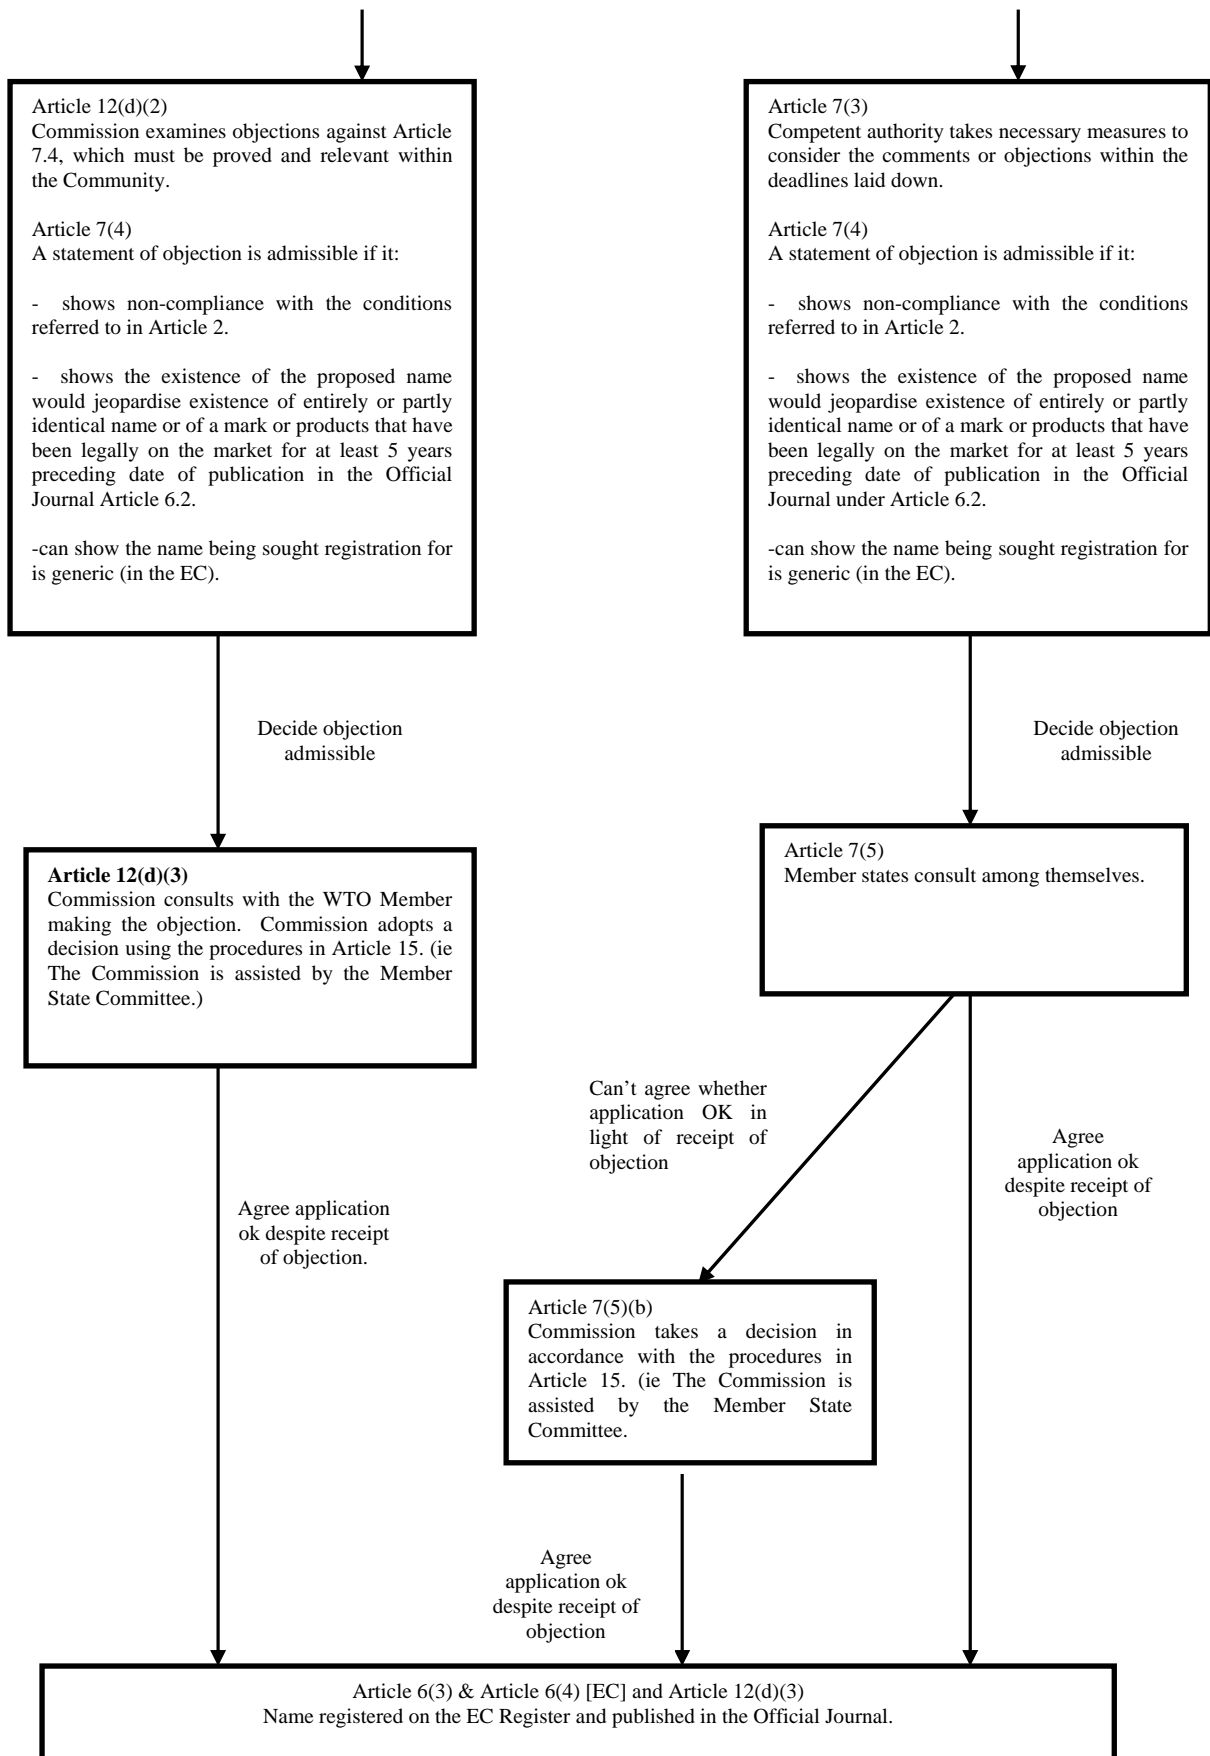 Article 12(d)(2)
Commission examines objections against Article
7.4, which must be proved and relevant within
the Community.
Article 7(4)
A statement of objection is admissible if it:
- shows non-compliance with the conditions
referred to in Article 2.
- shows the existence of the proposed name
would jeopardise existence of entirely or partly
identical name or of a mark or products that have
been legally on the market for at least 5 years
preceding date of publication in the Official
Journal Article 6.2.
-can show the name being sought registration for
is generic (in the EC).
Article 7(3)
Competent authority takes necessary measures to
consider the comments or objections within the
deadlines laid down.
Article 7(4)
A statement of objection is admissible if it:
- shows non-compliance with the conditions
referred to in Article 2.
- shows the existence of the proposed name
would jeopardise existence of entirely or partly
identical name or of a mark or products that have
been legally on the market for at least 5 years
preceding date of publication in the Official
Journal under Article 6.2.
-can show the name being sought registration for
is generic (in the EC).
Decide objection
admissible
Decide objection
admissible
Article 12(d)(3)
Commission consults with the WTO Member
making the objection. Commission adopts a
decision using the procedures in Article 15. (ie
The Commission is assisted by the Member
State Committee.)
Article 7(5)
Member states consult among themselves.
Can't agree whether
application OK in
light of receipt of
objection
Agree
application ok
despite receipt of
objection
Agree application
ok despite receipt
of objection.
Article 7(5)(b)
Commission takes a decision in
accordance with the procedures in
Article 15. (ie The Commission is
assisted by the Member State
Committee.
Agree
application ok
despite receipt of
objection
Article 6(3) & Article 6(4) [EC] and Article 12(d)(3)
Name registered on the EC Register and published in the Official Journal.